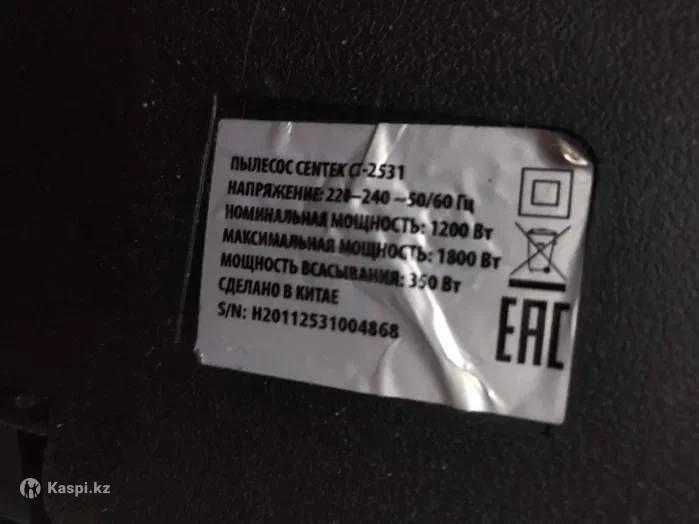 ПЫЛЕСОС CENTEK CT-2531
НАПРЯЖЕНИЕ: 220–240 ~50/60 Гц
НОМИНАЛЬНАЯ МОЩНОСТЬ: 1200 Вт
МАКСИМАЛЬНАЯ МОЩНОСТЬ: 1800 Вт
МОЩНОСТЬ ВСАСЫВАНИЯ: 350 Вт
СДЕЛАНО В КИТАЕ
S/N: H20112531004868
EAC
Kaspi.kz